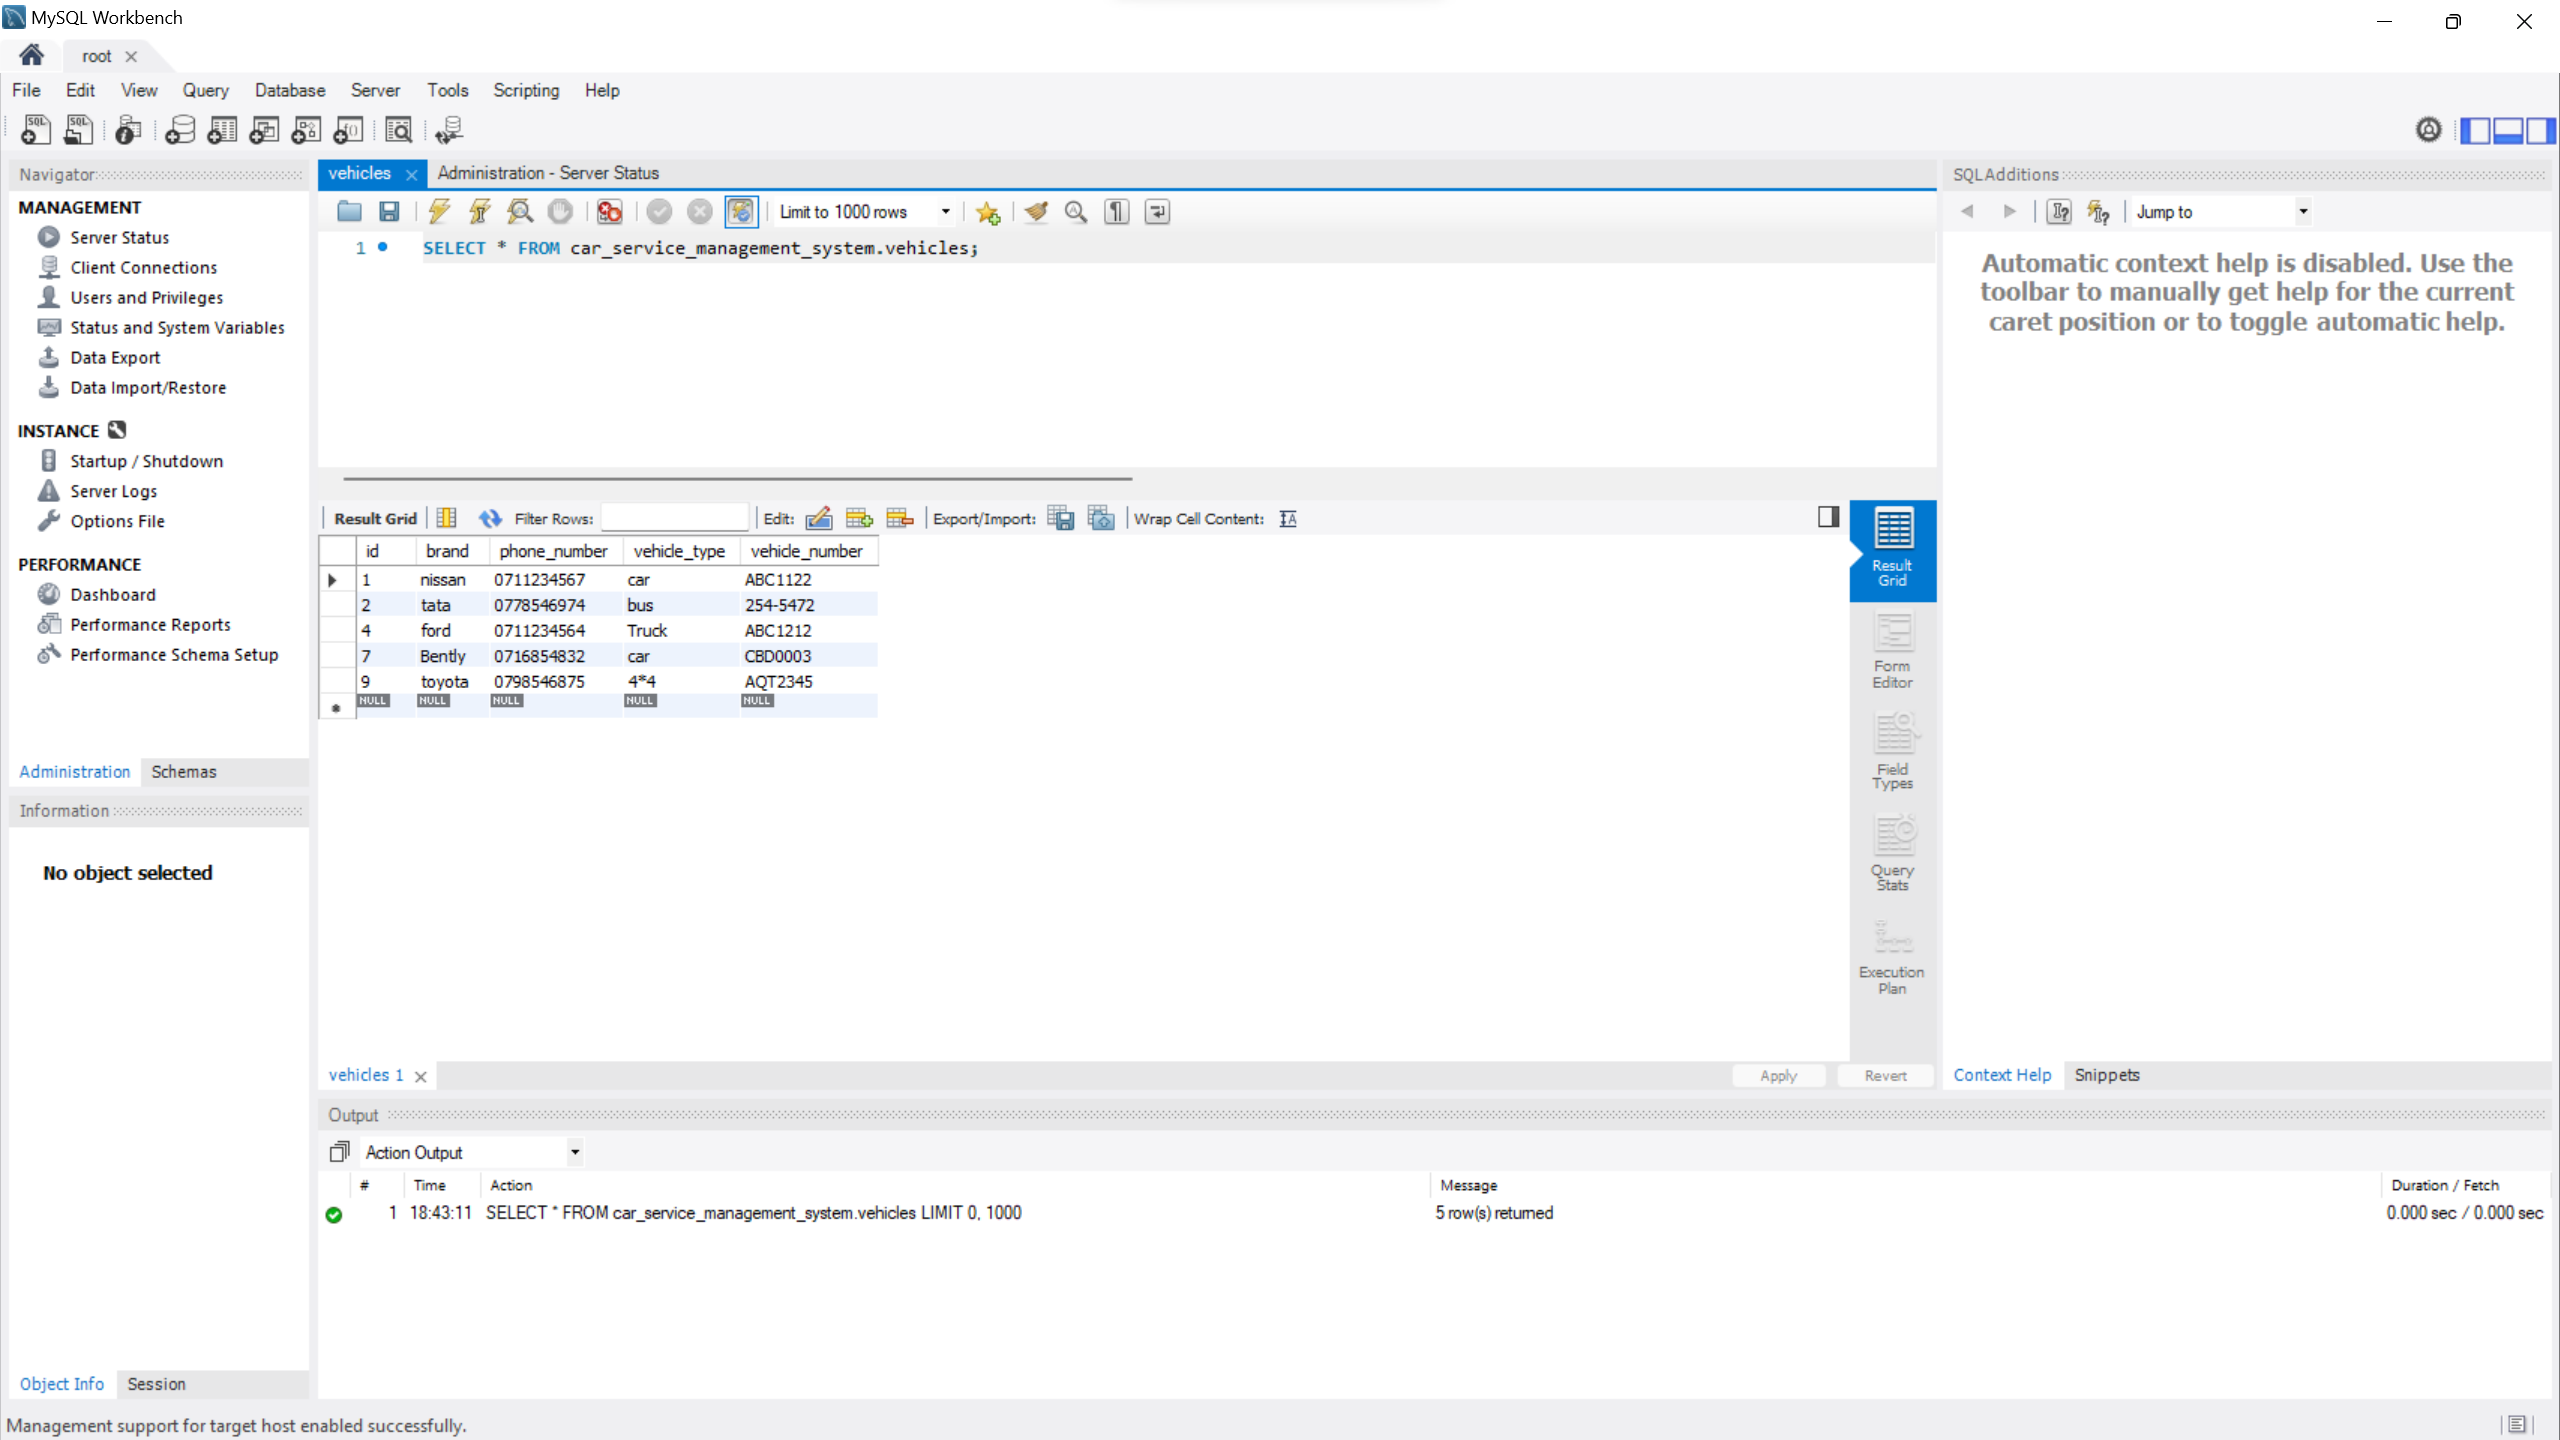 MySQL Workbench
root
File Edit View Query Database Server Tools Scripting Help
Navigator
MANAGEMENT
Server Status
Client Connections
Users and Privileges
Status and System Variables
Data Export
Data Import/Restore
INSTANCE
Startup / Shutdown
Server Logs
Options File
PERFORMANCE
Dashboard
Performance Reports
Performance Schema Setup
Administration Schemas
Information
No object selected
Object Info Session
vehicles Administration - Server Status
Limit to 1000 rows
1 SELECT * FROM car_service_management_system.vehicles;
Result Grid Filter Rows: Edit: Export/Import: Wrap Cell Content:
id brand phone_number vehicle_type vehicle_number
1 nissan 0711234567 car ABC1122
2 tata 0778546974 bus 254-5472
4 ford 0711234564 Truck ABC1212
7 Bently 0716854832 car CBD0003
9 toyota 0798546875 4*4 AQT2345
NULL NULL NULL NULL NULL
Result
Grid
Form
Editor
Field
Types
Query
Stats
Execution
Plan
vehicles 1 Apply Revert
SQLAdditions
Jump to
Automatic context help is disabled. Use the
toolbar to manually get help for the current
caret position or to toggle automatic help.
Context Help Snippets
Output
Action Output
# Time Action Message Duration / Fetch
1 18:43:11 SELECT * FROM car_service_management_system.vehicles LIMIT 0, 1000 5 row(s) returned 0.000 sec / 0.000 sec
Management support for target host enabled successfully.